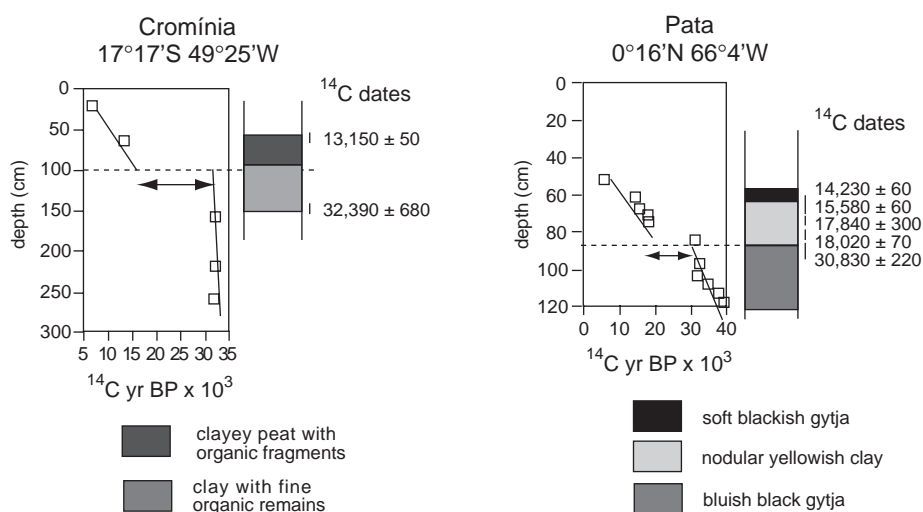 Cromínia
17°17'S 49°25'W
14C dates
0
50
100
150
200
250
300
depth (cm)
13,150 ± 50
32,390 ± 680
5 10 15 20 25 30 35
14C yr BP x 10³
clayey peat with
organic fragments
clay with fine
organic remains
Pata
0°16'N 66°4'W
14C dates
0
20
40
60
80
100
120
depth (cm)
14,230 ± 60
15,580 ± 60
17,840 ± 300
18,020 ± 70
30,830 ± 220
0 10 20 30 40
14C yr BP x 10³
soft blackish gytja
nodular yellowish clay
bluish black gytja